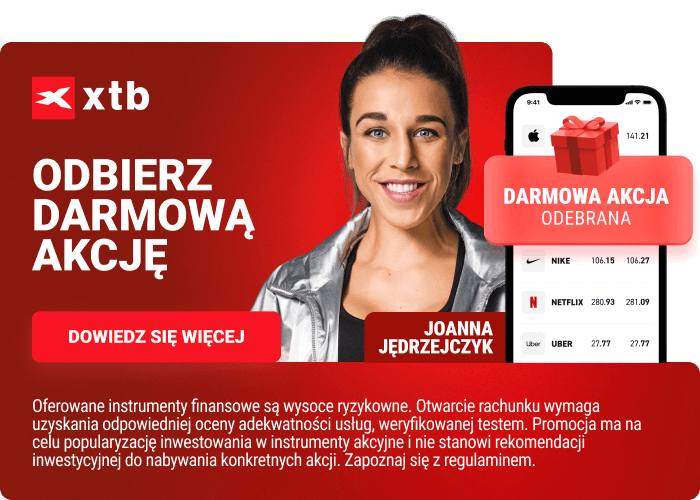 xtb
ODBIERZ
DARMOWĄ
AKCJĘ
DOWIEDZ SIĘ WIĘCEJ
JOANNA
JĘDRZEJCZYK
9:41
141.21
DARMOWA AKCJA
ODEBRANA
NIKE 106.15 106.27
N NETFLIX 280.93 281.09
Uber UBER 27.77 27.77
Oferowane instrumenty finansowe są wysoce ryzykowne. Otwarcie rachunku wymaga
uzyskania odpowiedniej oceny adekwatności usług, weryfikowanej testem. Promocja ma na
celu popularyzację inwestowania w instrumenty akcyjne i nie stanowi rekomendacji
inwestycyjnej do nabywania konkretnych akcji. Zapoznaj się z regulaminem.